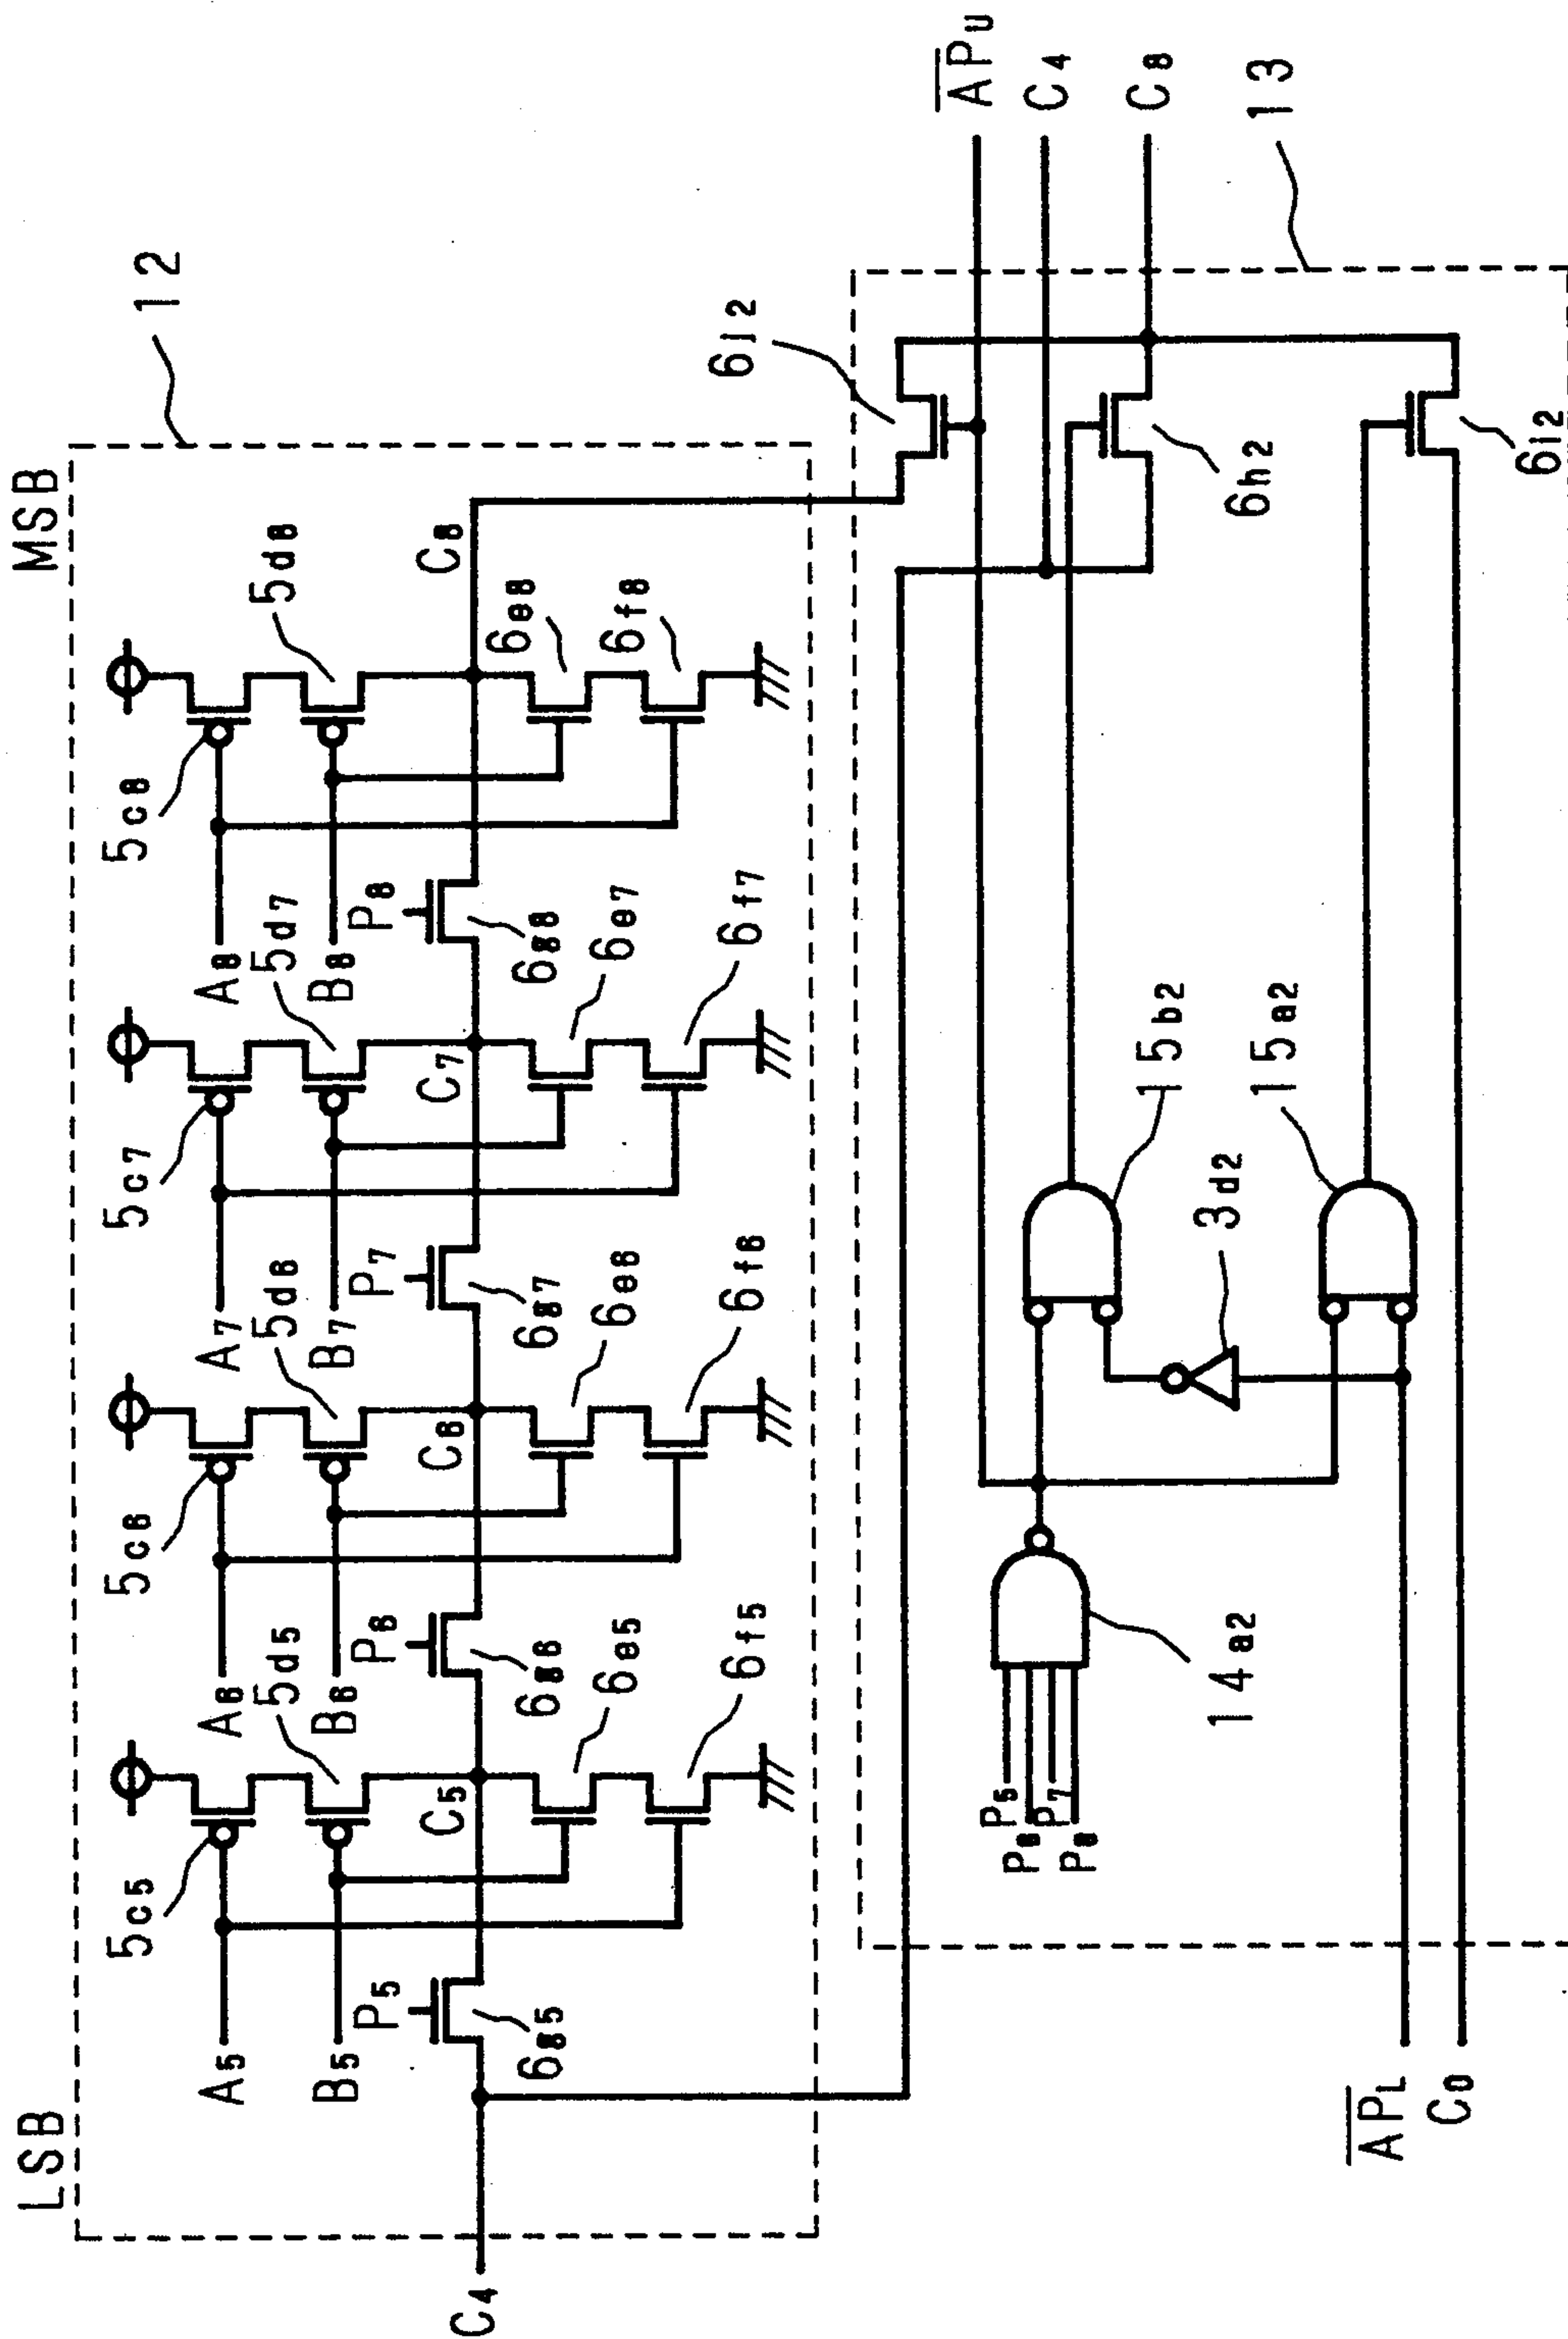 LSB
MSB
12
5c5
5c6
5c7
5c8
A5
A6
A7
A8
5d5
5d6
5d7
5d8
B5
B6
B7
B8
P5
P6
P7
P8
C4
C5
C6
C7
C8
6g5
6g6
6g7
6g8
6e5
6e6
6e7
6e8
6f5
6f6
6f7
6f8
6j2
A̅P̅U
C4
C8
13
6h2
6i2
P5
P6
P7
P8
14a2
15b2
3d2
15a2
A̅P̅L
C0